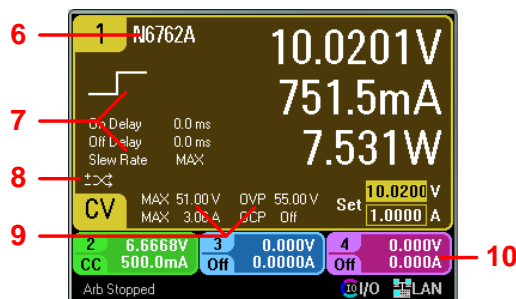 1 N6762A 10.0201V
751.5mA
7.531W
On Delay 0.0 ms
Off Delay 0.0 ms
Slew Rate MAX
CV MAX 51.00 V OVP 55.00 V Set 10.0200 V
MAX 3.06 A OCP Off 1.0000 A
2 6.6668V 3 0.000V 4 0.000V
CC 500.0mA Off 0.0000A Off 0.000A
Arb Stopped IO I/O LAN
6
7
8
9
10